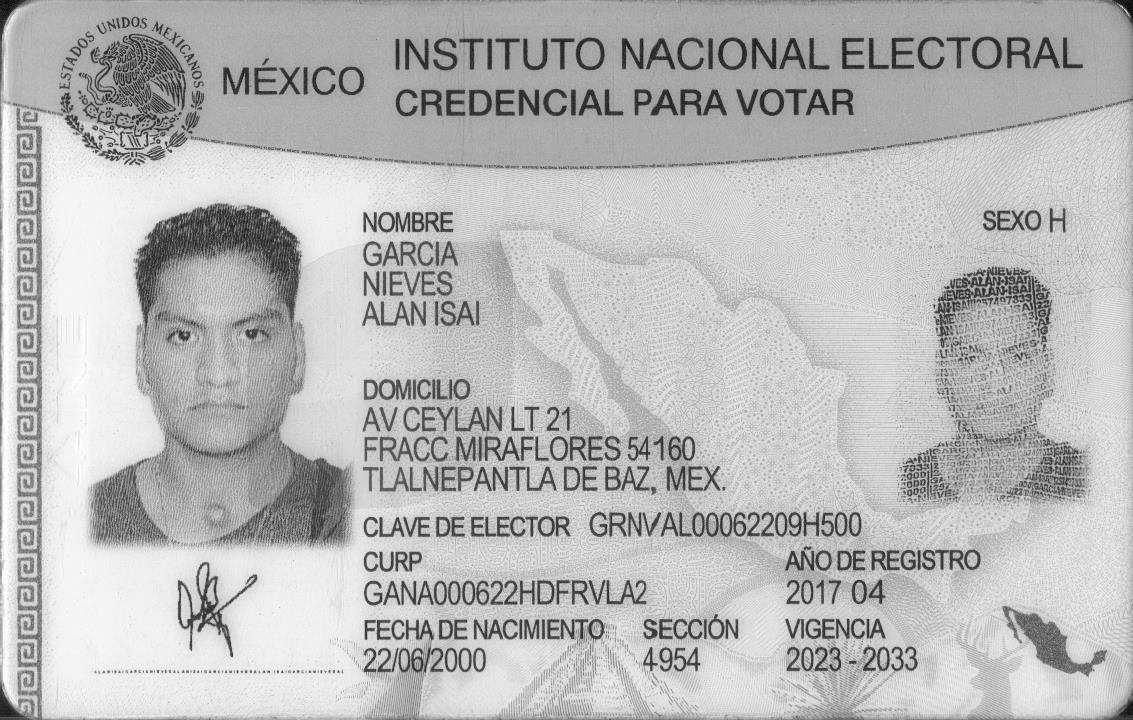 ESTADOS UNIDOS MEXICANOS
MÉXICO
INSTITUTO NACIONAL ELECTORAL
CREDENCIAL PARA VOTAR
NOMBRE
GARCIA
NIEVES
ALAN ISAI
SEXO H
DOMICILIO
AV CEYLAN LT 21
FRACC MIRAFLORES 54160
TLALNEPANTLA DE BAZ, MEX.
CLAVE DE ELECTOR GRNVAL00062209H500
CURP
GANA000622HDFRVLA2
AÑO DE REGISTRO
2017 04
FECHA DE NACIMIENTO
22/06/2000
SECCIÓN
4954
VIGENCIA
2023 - 2033